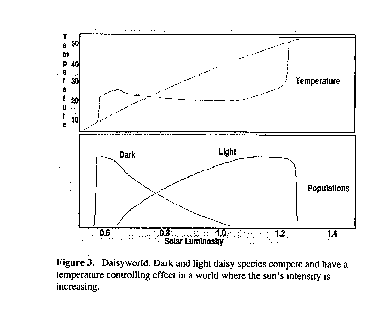 Temperature
50
40
30
20
10
Temperature
Dark
Light
Populations
0.6
0.8
1.0
1.2
1.4
Solar Luminosity
Figure 3. Daisyworld. Dark and light daisy species compete and have a
temperature controlling effect in a world where the sun's intensity is
increasing.